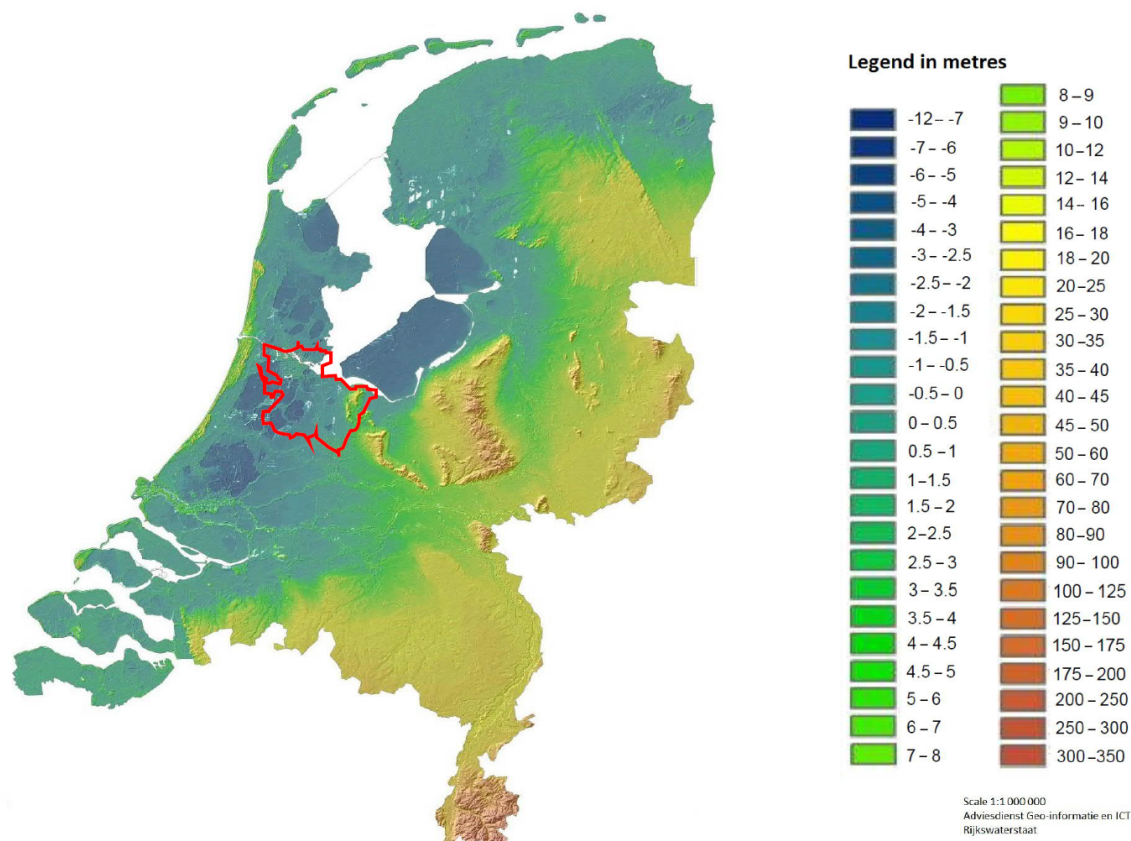 Legend in metres
-12 – -7
-7 – -6
-6 – -5
-5 – -4
-4 – -3
-3 – -2.5
-2.5 – -2
-2 – -1.5
-1.5 – -1
-1 – -0.5
-0.5 – 0
0 – 0.5
0.5 – 1
1 – 1.5
1.5 – 2
2 – 2.5
2.5 – 3
3 – 3.5
3.5 – 4
4 – 4.5
4.5 – 5
5 – 6
6 – 7
7 – 8
8 – 9
9 – 10
10 – 12
12 – 14
14 – 16
16 – 18
18 – 20
20 – 25
25 – 30
30 – 35
35 – 40
40 – 45
45 – 50
50 – 60
60 – 70
70 – 80
80 – 90
90 – 100
100 – 125
125 – 150
150 – 175
175 – 200
200 – 250
250 – 300
300 – 350
Scale 1:1 000 000
Adviesdienst Geo-informatie en ICT
Rijkswaterstaat